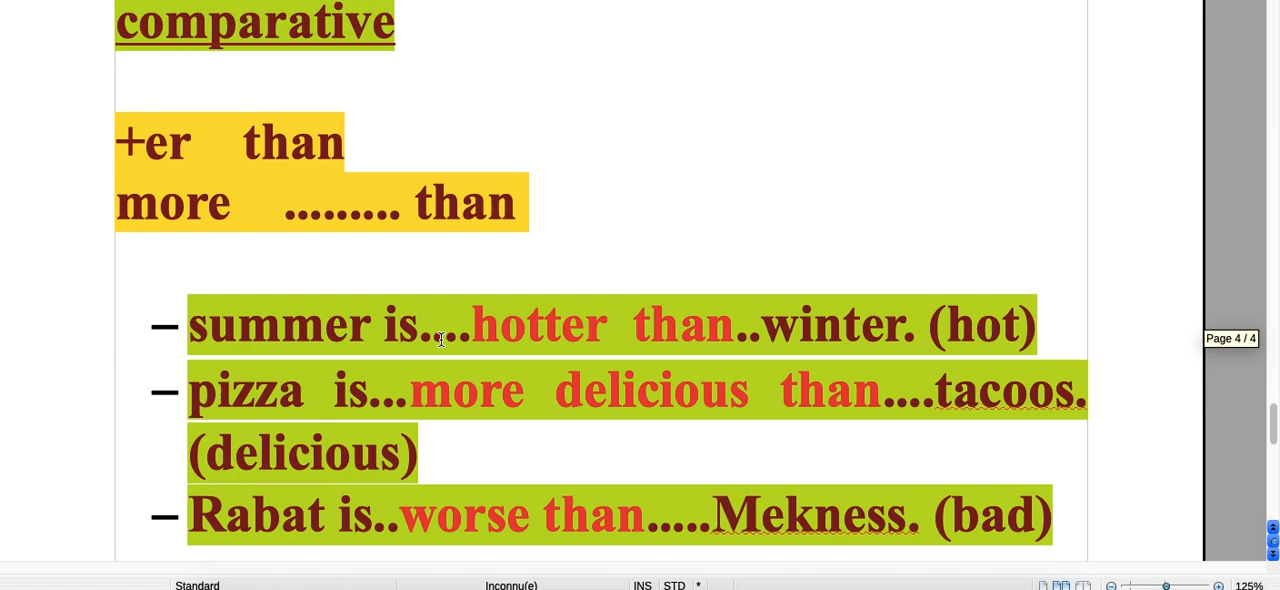 comparative
+er than
more ......... than
– summer is....hotter than..winter. (hot)
– pizza is...more delicious than....tacoos.
(delicious)
– Rabat is..worse than.....Mekness. (bad)
Page 4 / 4
Standard Inconnu(e) INS STD * 125%